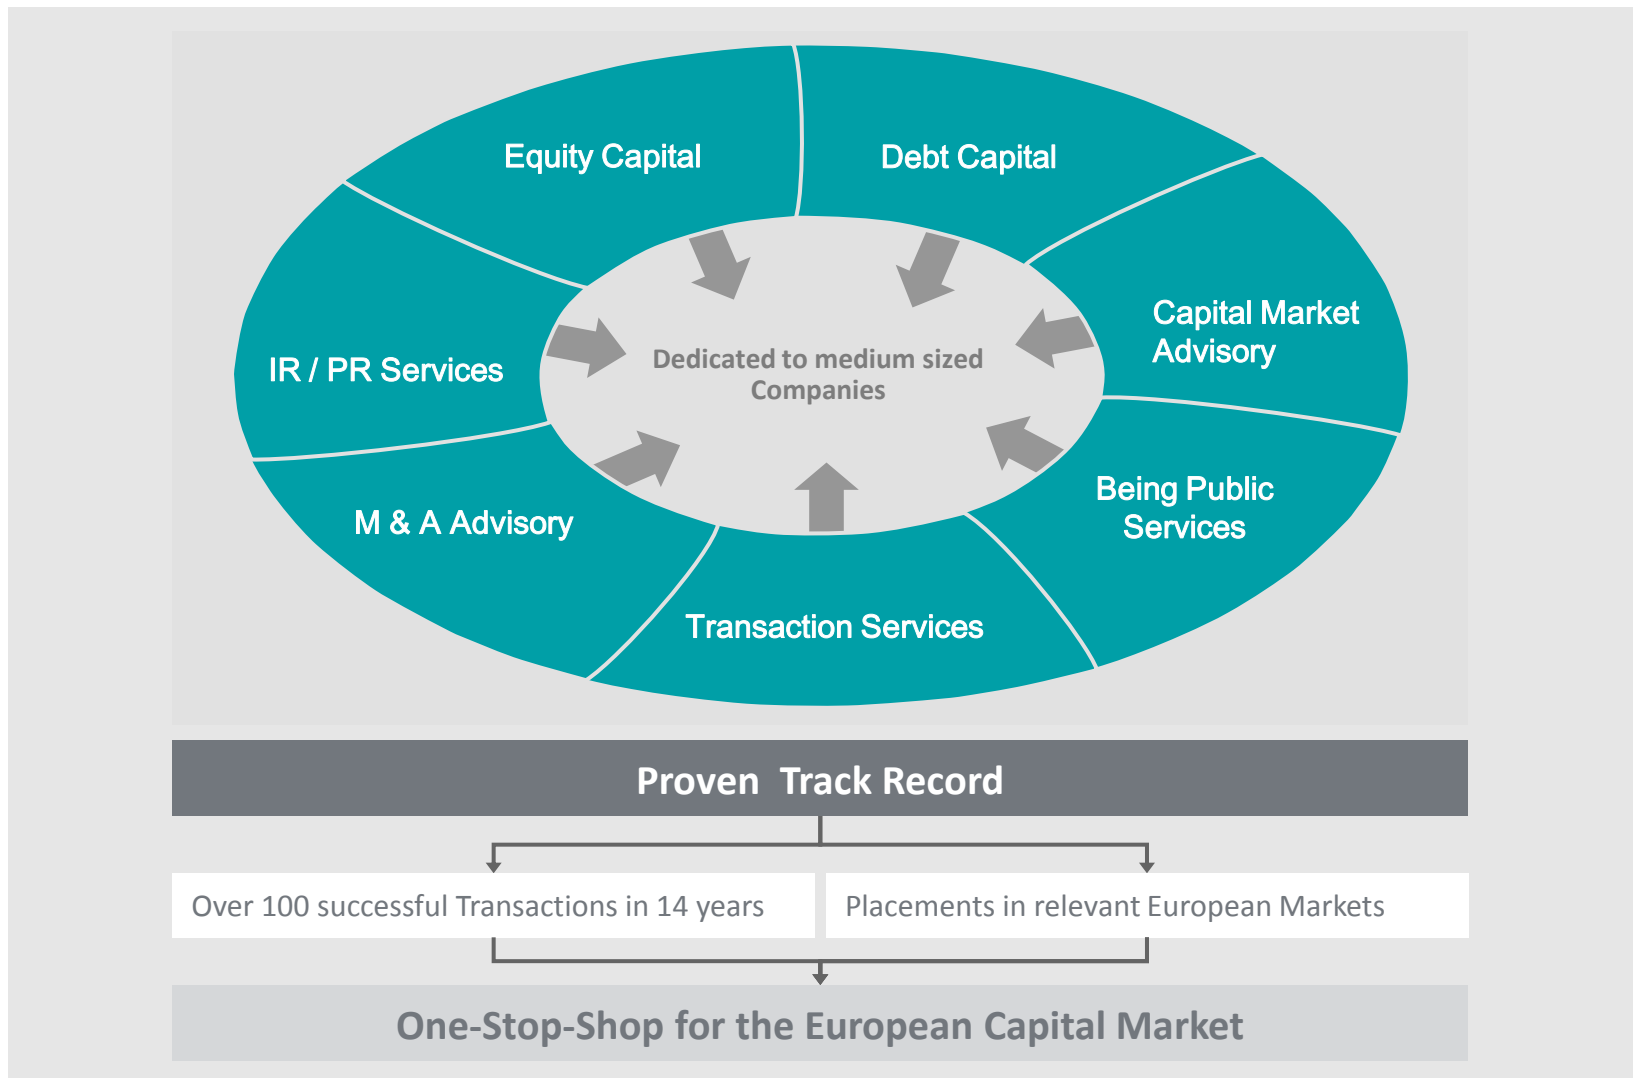 Equity Capital
Debt Capital
Capital Market
Advisory
IR / PR Services
Dedicated to medium sized
Companies
Being Public
Services
M & A Advisory
Transaction Services
Proven  Track Record
Over 100 successful Transactions in 14 years
Placements in relevant European Markets
One-Stop-Shop for the European Capital Market